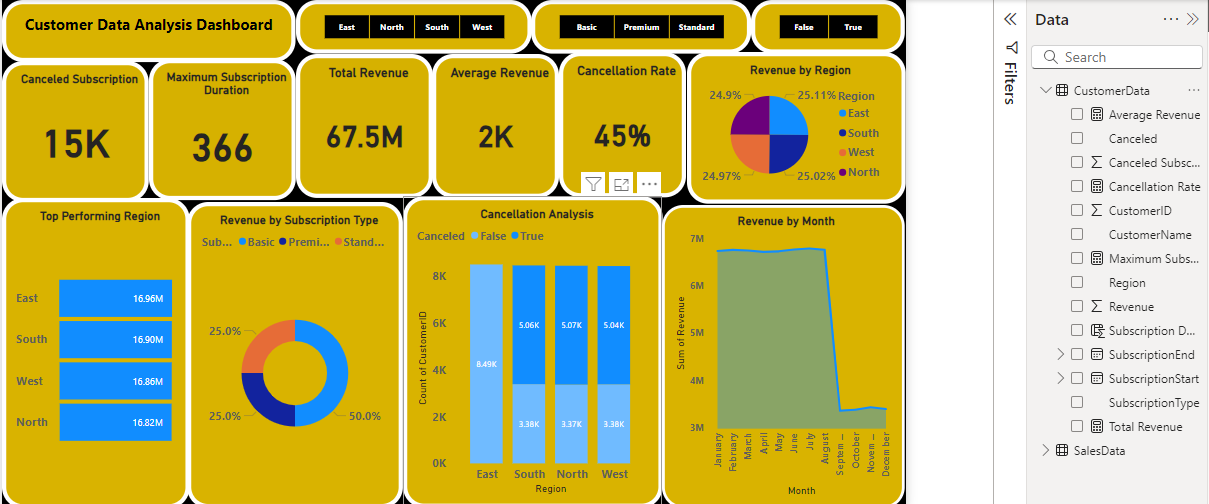 Customer Data Analysis Dashboard
East North South West
Basic Premium Standard
False True
Canceled Subscription
15K
Maximum Subscription
Duration
366
Total Revenue
67.5M
Average Revenue
2K
Cancellation Rate
45%
Revenue by Region
24.9%
25.11%
24.97%
25.02%
Region
East
South
West
North
Top Performing Region
East 16.96M
South 16.90M
West 16.86M
North 16.82M
Revenue by Subscription Type
Sub... Basic Premi... Stand...
25.0%
25.0%
50.0%
Cancellation Analysis
Canceled False True
Count of CustomerID
8K
6K
4K
2K
0K
8.49K
5.06K 5.07K 5.04K
3.38K 3.37K 3.38K
East South North West
Region
Revenue by Month
Sum of Revenue
7M
6M
5M
4M
3M
January
February
March
April
May
June
July
August
Septem ...
October
Novem ...
December
Month
Filters
Data
Search
CustomerData
Average Revenue
Canceled
Canceled Subsc...
Cancellation Rate
CustomerID
CustomerName
Maximum Subs...
Region
Revenue
Subscription D...
SubscriptionEnd
SubscriptionStart
SubscriptionType
Total Revenue
SalesData